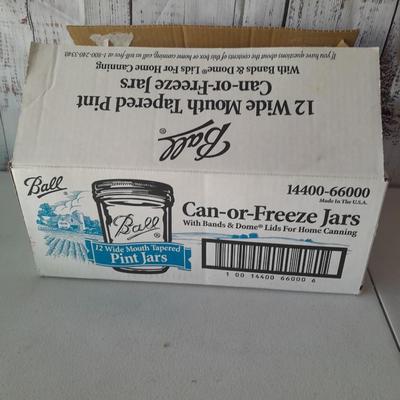 If you have questions about the contents of this box or home canning, call us toll free at 1-800-240-3340
With Bands & Dome® Lids For Home Canning
Can-or-Freeze Jars
12 Wide Mouth Tapered Pint
Ball®
Ball®
14400-66000
Made In The U.S.A.
Can-or-Freeze Jars
With Bands & Dome® Lids For Home Canning
Ball®
12 Wide Mouth Tapered
Pint Jars
1 00 14400 66000 6